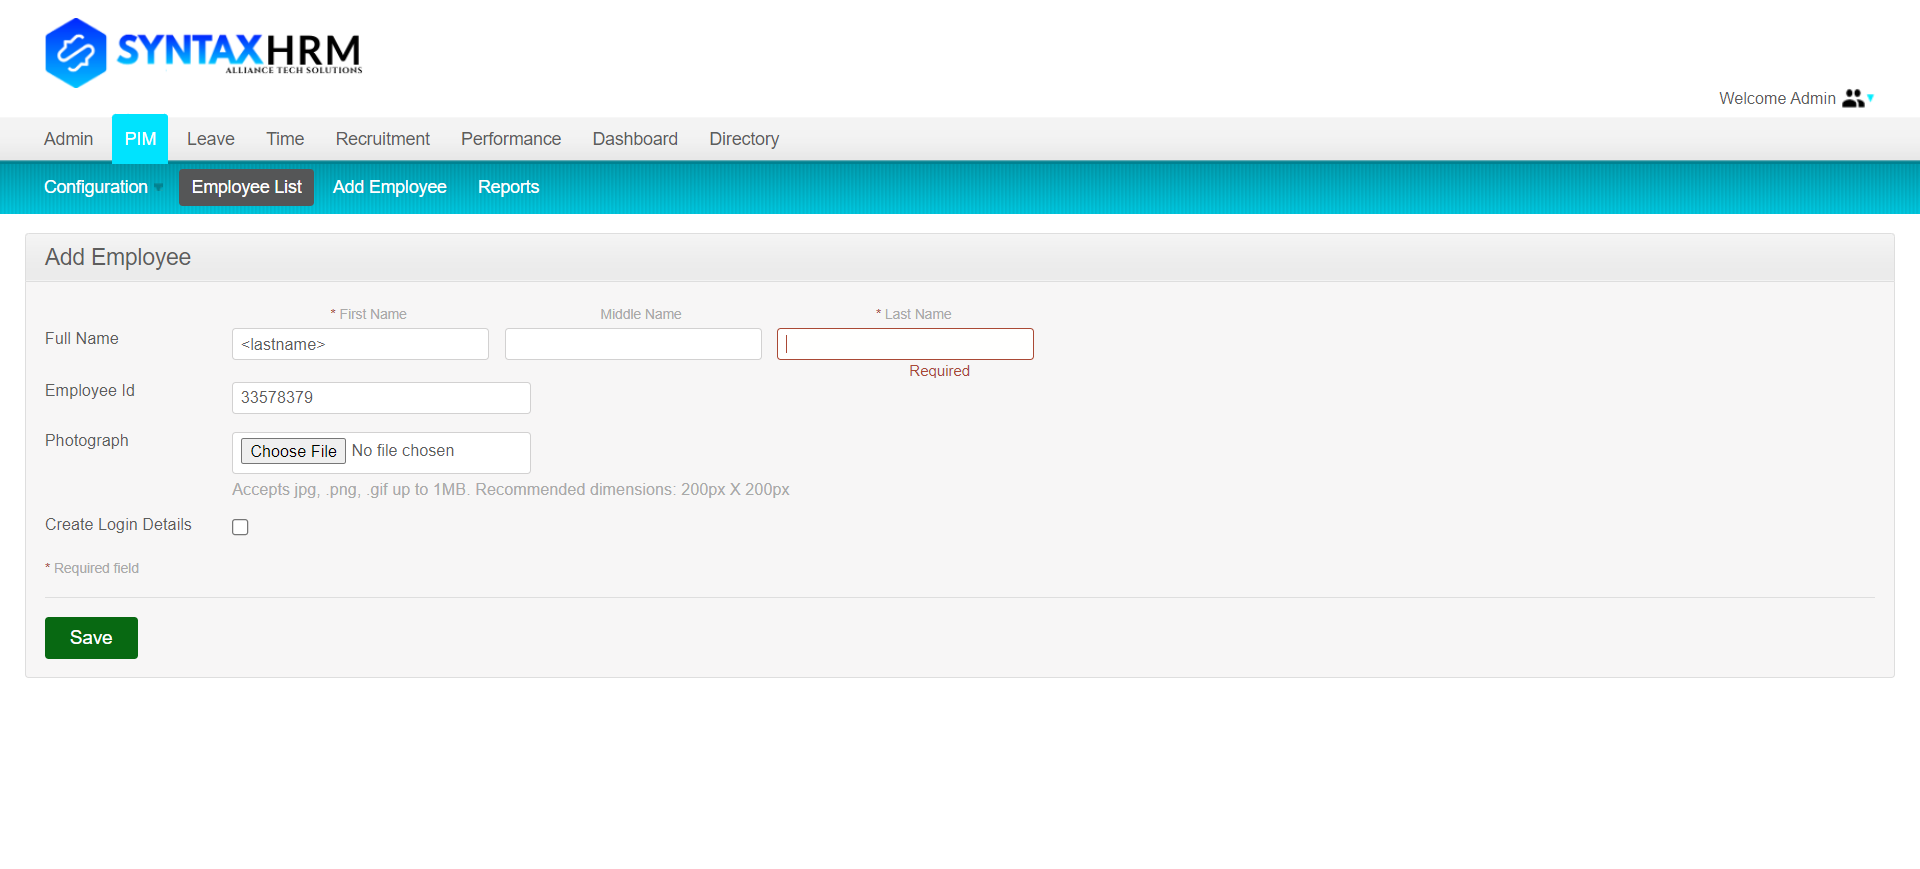 SYNTAXHRM
ALLIANCE TECH SOLUTIONS
Welcome Admin
Admin PIM Leave Time Recruitment Performance Dashboard Directory
Configuration Employee List Add Employee Reports
Add Employee
* First Name Middle Name * Last Name
Full Name <lastname>
Required
Employee Id 33578379
Photograph Choose File No file chosen
Accepts jpg, .png, .gif up to 1MB. Recommended dimensions: 200px X 200px
Create Login Details
* Required field
Save